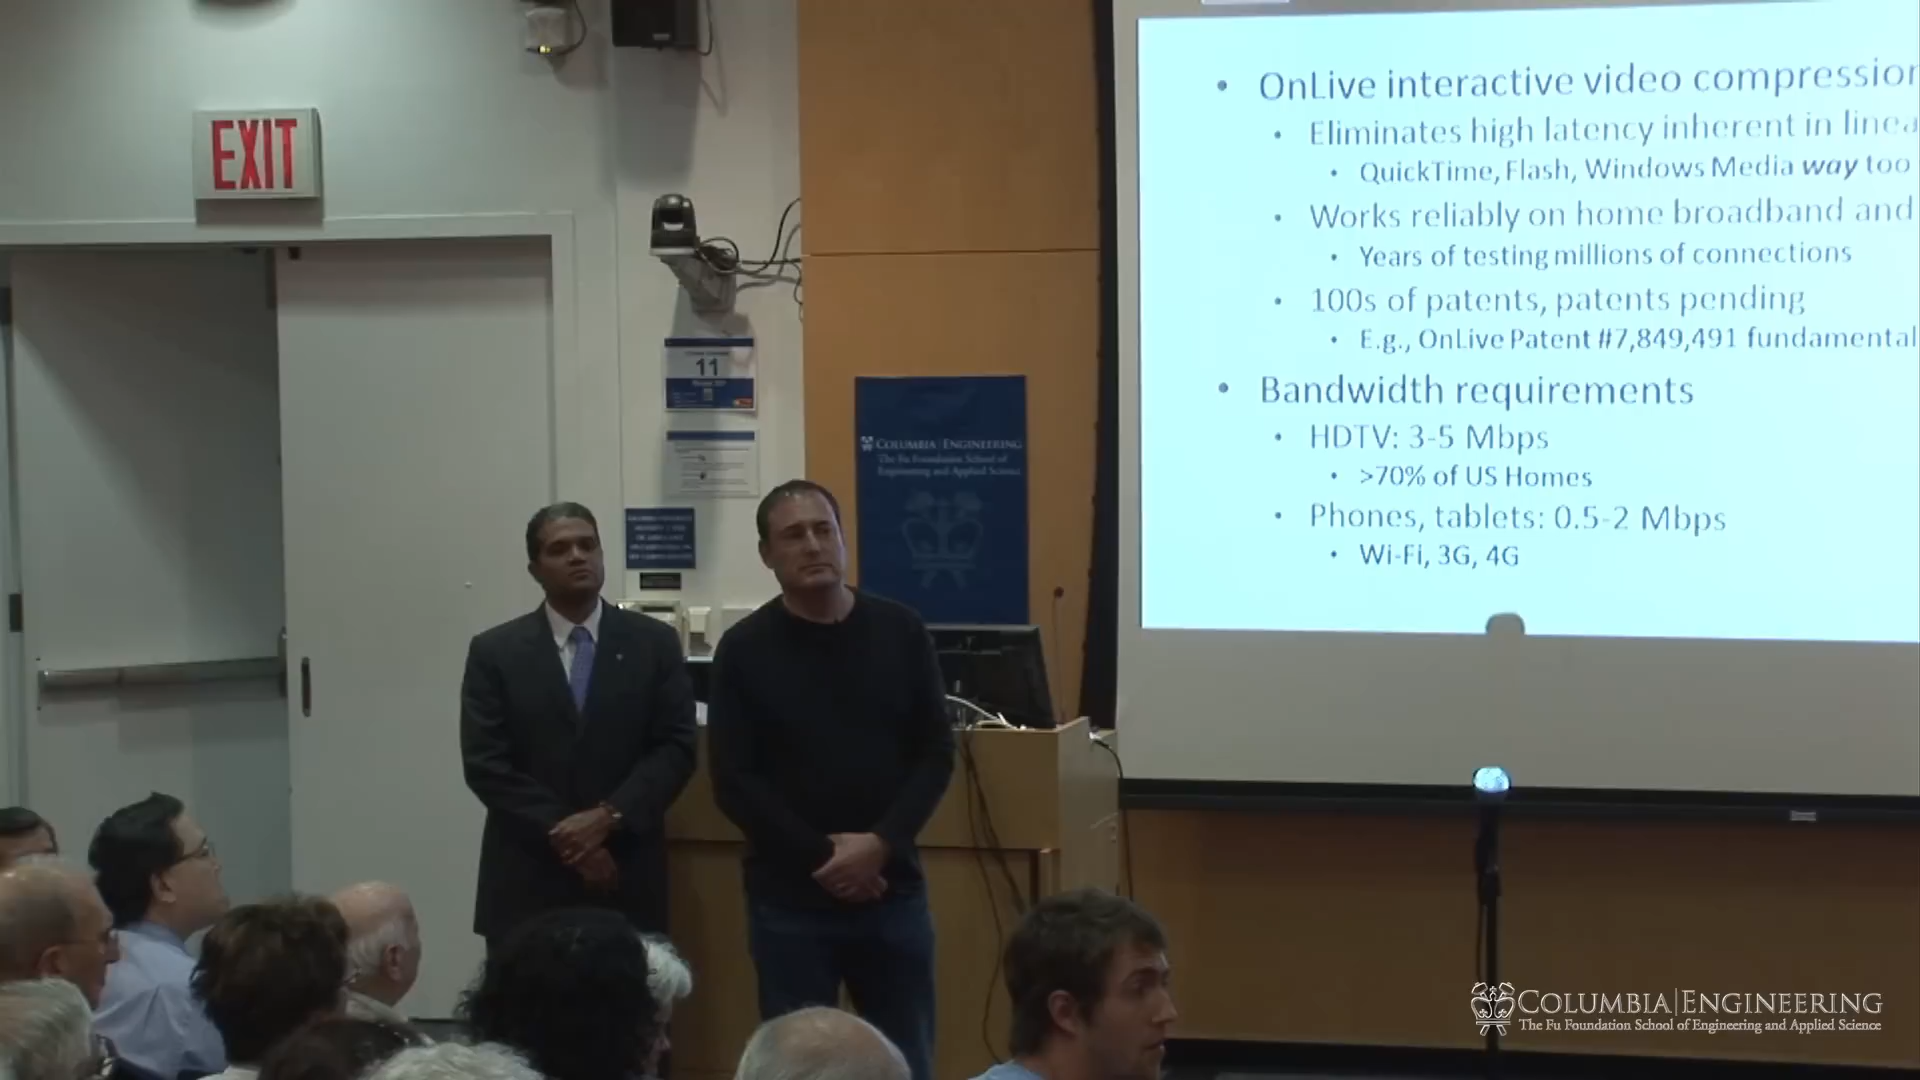 EXIT
11
COLUMBIA | ENGINEERING
The Fu Foundation School of
Engineering and Applied Science
• OnLive interactive video compression
• Eliminates high latency inherent in linea
• QuickTime, Flash, Windows Media way too
• Works reliably on home broadband and
• Years of testing millions of connections
• 100s of patents, patents pending
• E.g., OnLive Patent #7,849,491 fundamental
• Bandwidth requirements
• HDTV: 3-5 Mbps
• >70% of US Homes
• Phones, tablets: 0.5-2 Mbps
• Wi-Fi, 3G, 4G
COLUMBIA | ENGINEERING
The Fu Foundation School of Engineering and Applied Science